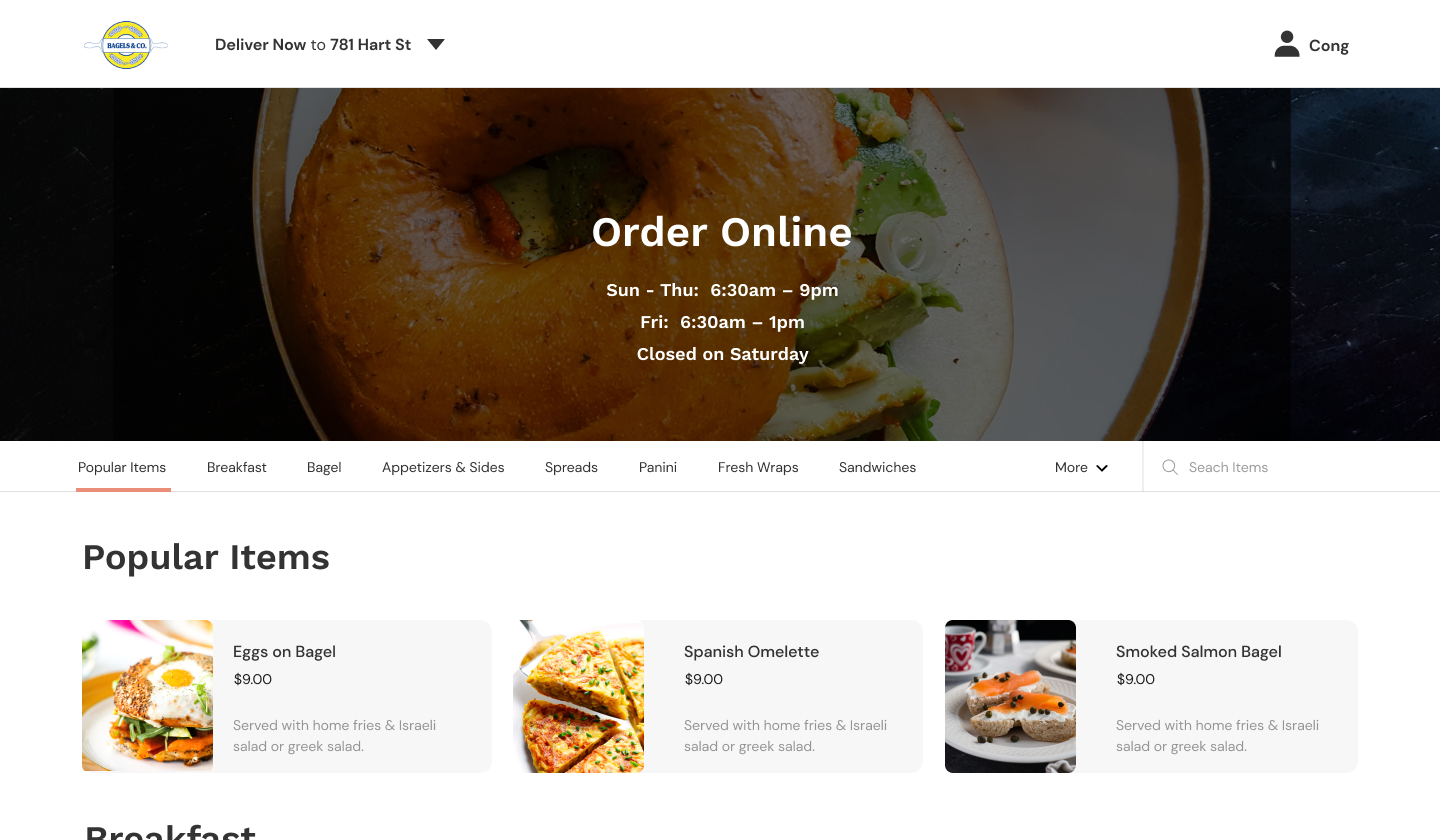 BAGELS & CO.
Deliver Now to 781 Hart St
Cong
Order Online
Sun - Thu: 6:30am – 9pm
Fri: 6:30am – 1pm
Closed on Saturday
Popular Items
Breakfast
Bagel
Appetizers & Sides
Spreads
Panini
Fresh Wraps
Sandwiches
More
Seach Items
Popular Items
Eggs on Bagel
$9.00
Served with home fries & Israeli
salad or greek salad.
Spanish Omelette
$9.00
Served with home fries & Israeli
salad or greek salad.
Smoked Salmon Bagel
$9.00
Served with home fries & Israeli
salad or greek salad.
Breakfast